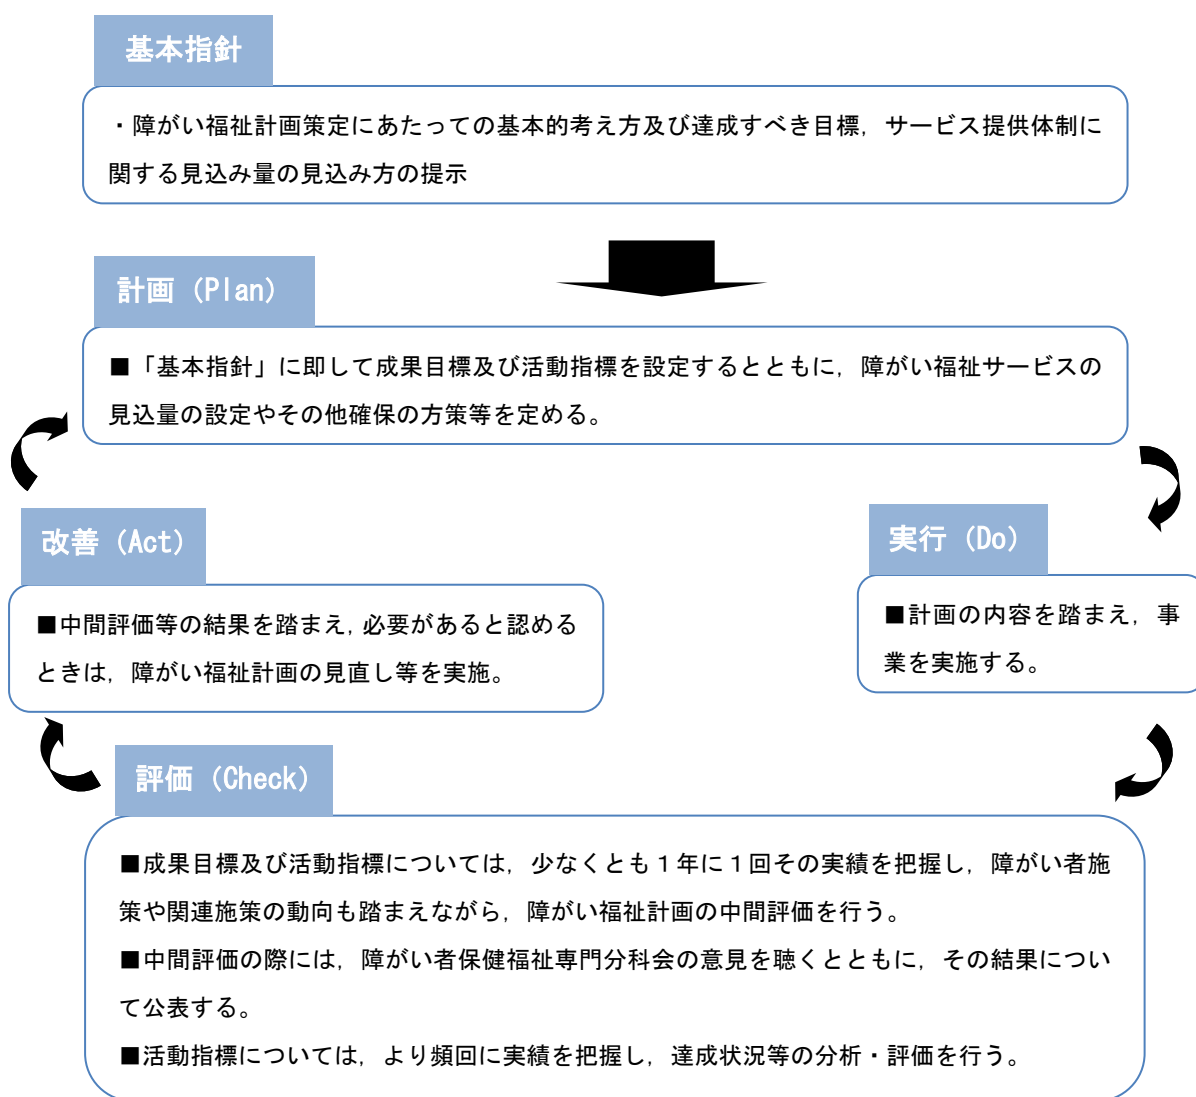 基本指針
・障がい福祉計画策定にあたっての基本的考え方及び達成すべき目標，サービス提供体制に
関する見込み量の見込み方の提示
計画（Plan）
■「基本指針」に即して成果目標及び活動指標を設定するとともに，障がい福祉サービスの
見込量の設定やその他確保の方策等を定める。
改善（Act）
■中間評価等の結果を踏まえ，必要があると認める
ときは，障がい福祉計画の見直し等を実施。
実行（Do）
■計画の内容を踏まえ，事
業を実施する。
評価（Check）
■成果目標及び活動指標については，少なくとも１年に１回その実績を把握し，障がい者施
策や関連施策の動向も踏まえながら，障がい福祉計画の中間評価を行う。
■中間評価の際には，障がい者保健福祉専門分科会の意見を聴くとともに，その結果につい
て公表する。
■活動指標については，より頻回に実績を把握し，達成状況等の分析・評価を行う。